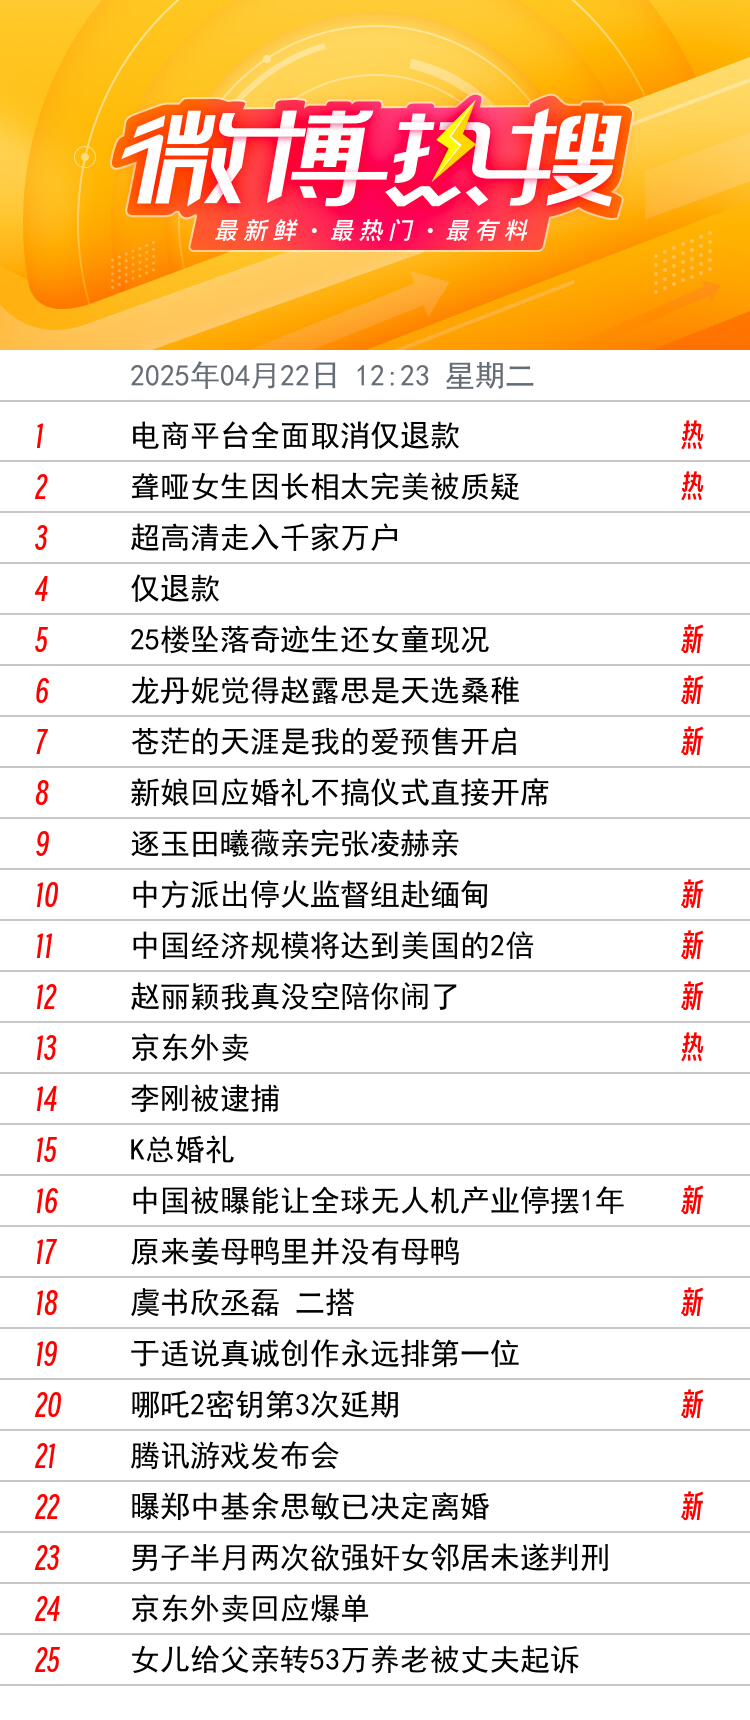 微博热搜
最新鲜·最热门·最有料
2025年04月22日 12:23 星期二
1 电商平台全面取消仅退款 热
2 聋哑女生因长相太完美被质疑 热
3 超高清走入千家万户
4 仅退款
5 25楼坠落奇迹生还女童现况 新
6 龙丹妮觉得赵露思是天选桑稚 新
7 苍茫的天涯是我的爱预售开启 新
8 新娘回应婚礼不搞仪式直接开席
9 逐玉田曦薇亲完张凌赫亲
10 中方派出停火监督组赴缅甸 新
11 中国经济规模将达到美国的2倍 新
12 赵丽颖我真没空陪你闹了 新
13 京东外卖 热
14 李刚被逮捕
15 K总婚礼
16 中国被曝能让全球无人机产业停摆1年 新
17 原来姜母鸭里并没有母鸭
18 虞书欣丞磊 二搭 新
19 于适说真诚创作永远排第一位
20 哪吒2密钥第3次延期 新
21 腾讯游戏发布会
22 曝郑中基余思敏已决定离婚 新
23 男子半月两次欲强奸女邻居未遂判刑
24 京东外卖回应爆单
25 女儿给父亲转53万养老被丈夫起诉